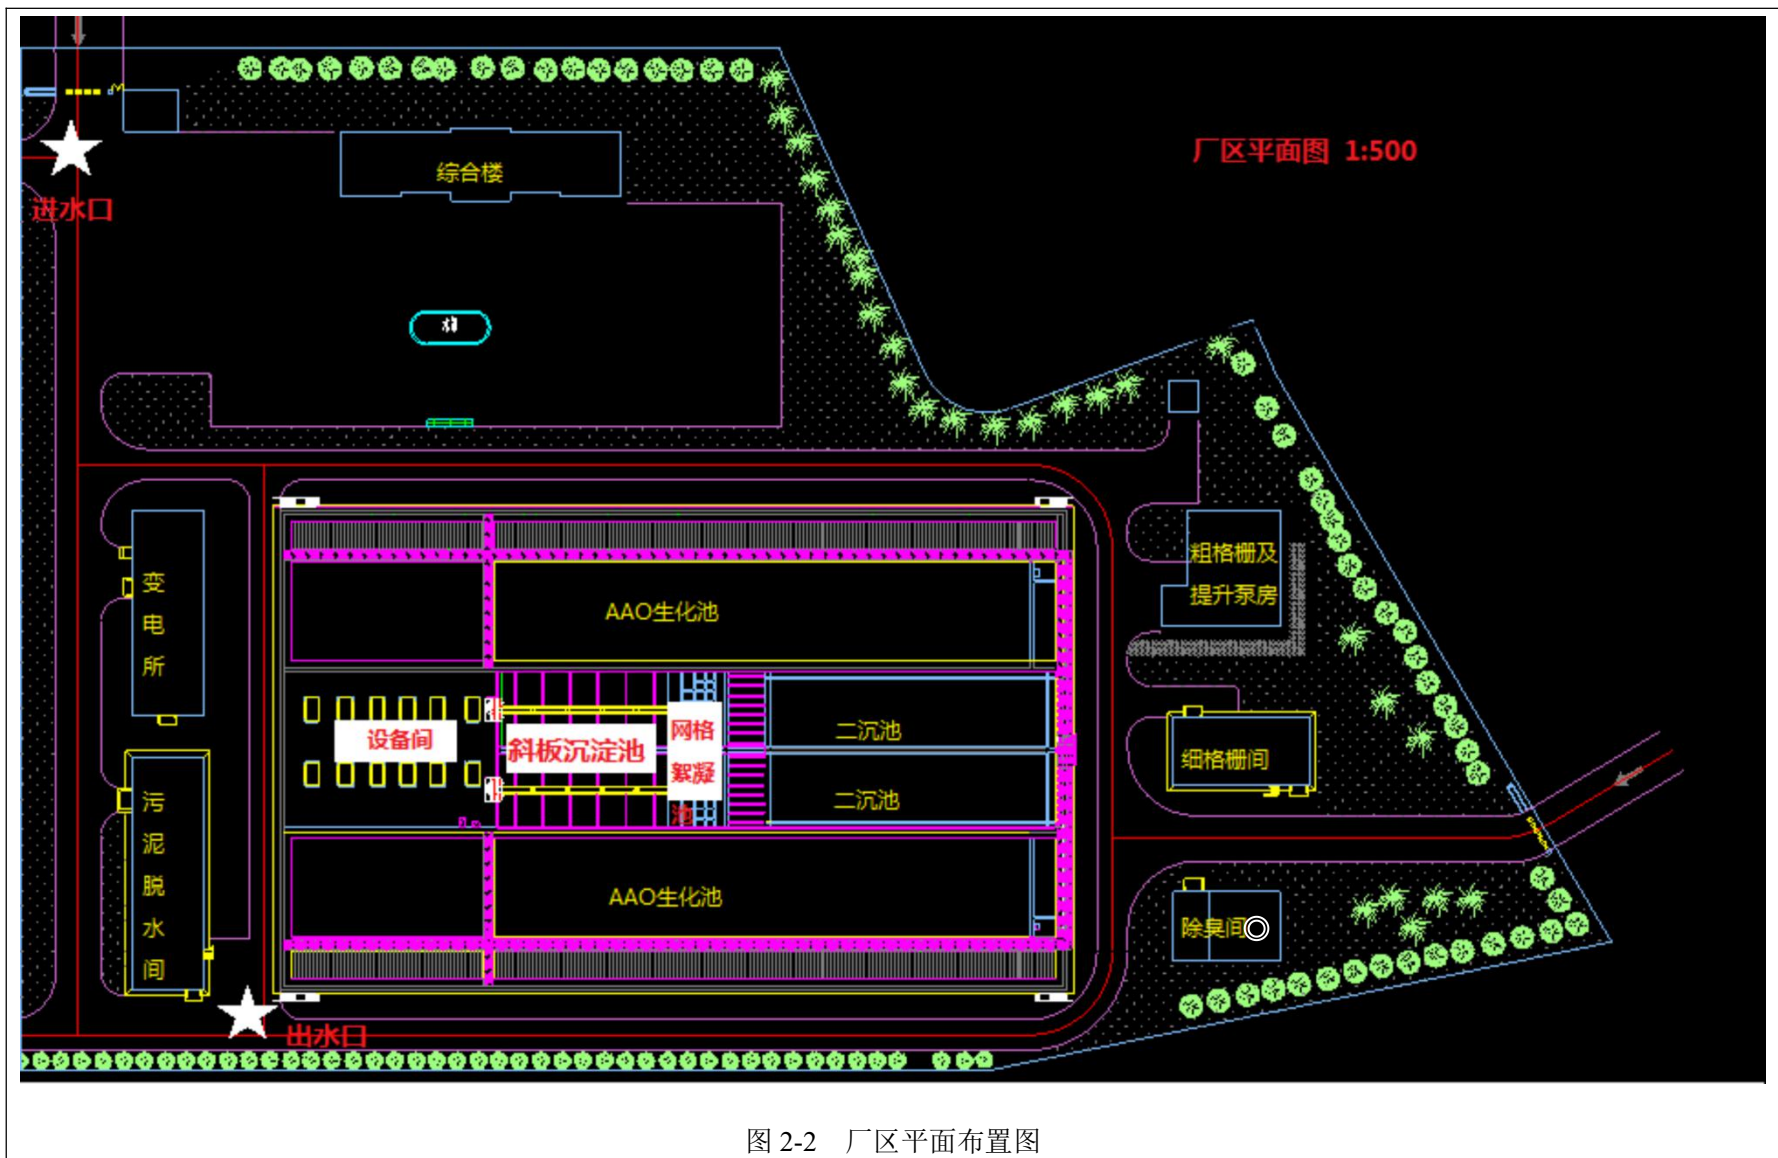 厂区平面图 1:500
综合楼
进水口
变电所
粗格栅及
提升泵房
AAO生化池
设备间
斜板沉淀池
网格
絮凝
池
二沉池
二沉池
细格栅间
污泥脱水间
AAO生化池
除臭间
出水口
图 2-2 厂区平面布置图